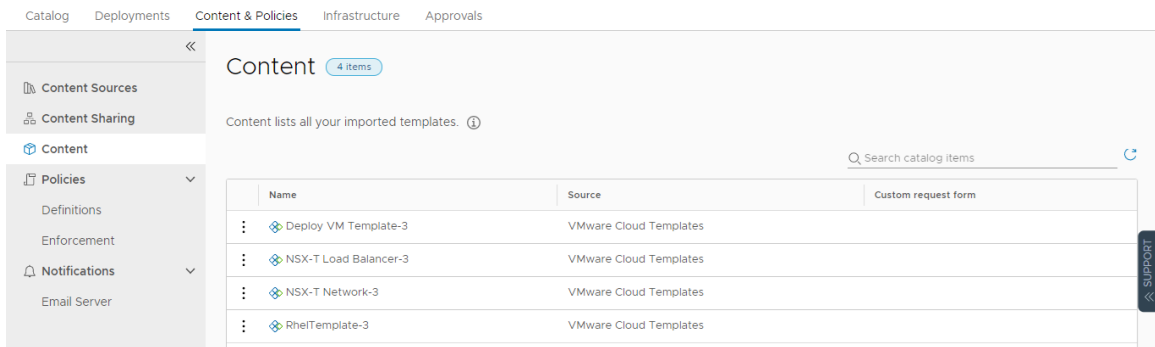 Catalog Deployments Content & Policies Infrastructure Approvals
Content Sources
Content Sharing
Content
Policies
Definitions
Enforcement
Notifications
Email Server
Content 4 items
Content lists all your imported templates.
Search catalog items
Name Source Custom request form
Deploy VM Template-3 VMware Cloud Templates
NSX-T Load Balancer-3 VMware Cloud Templates
NSX-T Network-3 VMware Cloud Templates
RhelTemplate-3 VMware Cloud Templates
SUPPORT